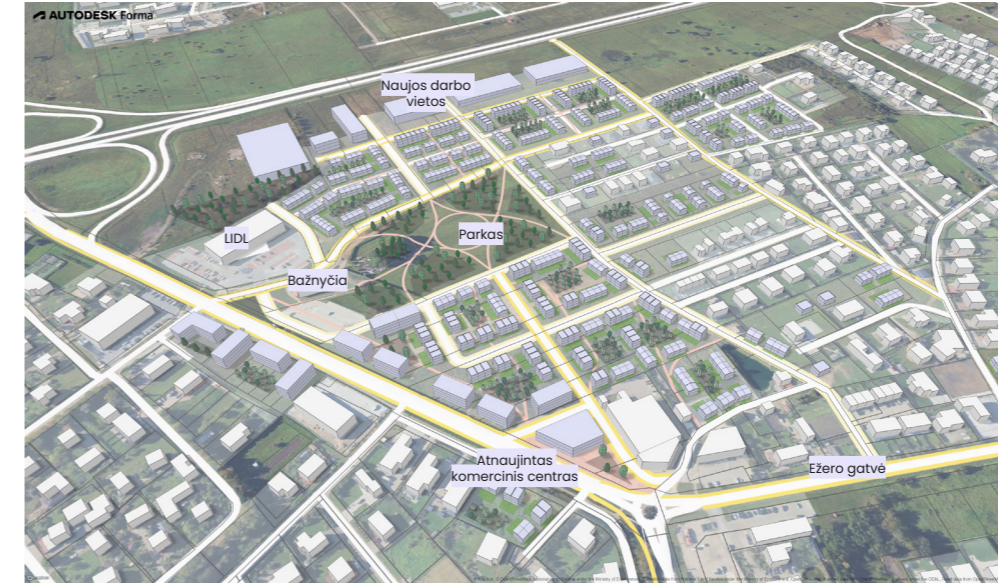 AUTODESK Forma
Naujos darbo
vietos
LIDL
Parkas
Bažnyčia
Atnaujintas
komercinis centras
Ežero gatvė